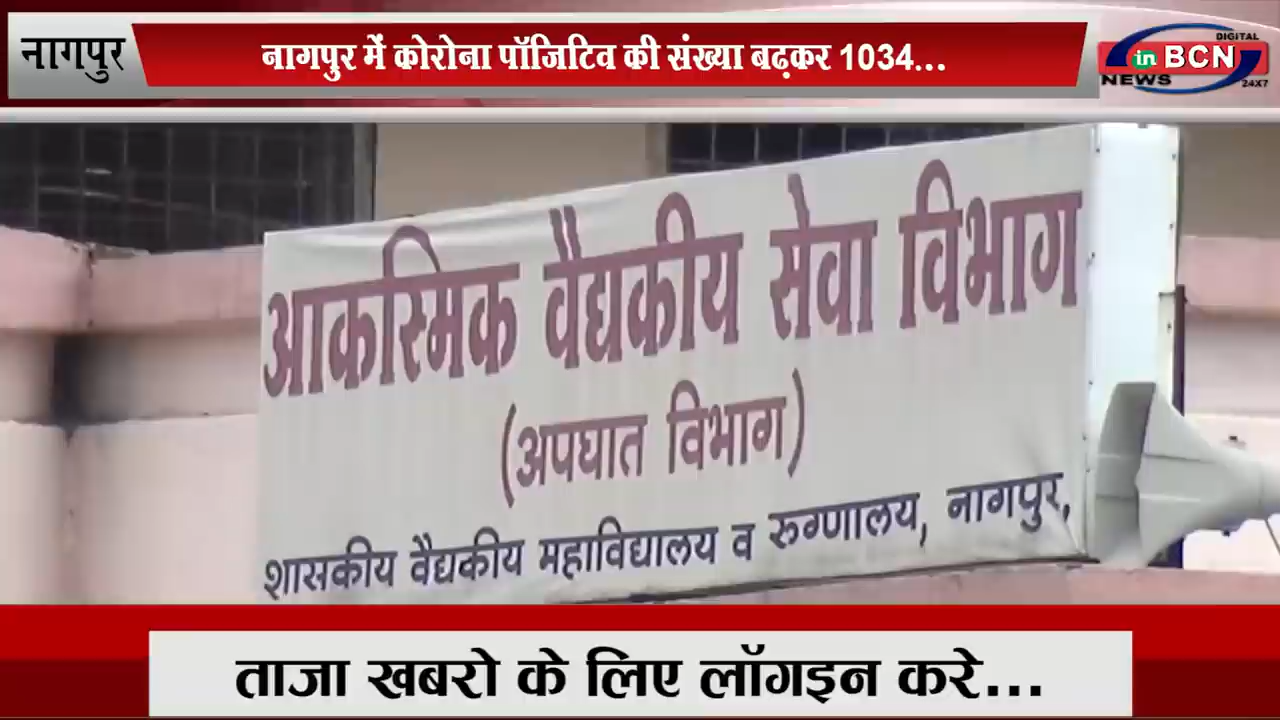 नागपुर
नागपुर में कोरोना पॉजिटिव की संख्या बढ़कर 1034...
DIGITAL
in BCN
NEWS
24X7
आकस्मिक वैद्यकीय सेवा विभाग
(अपघात विभाग)
शासकीय वैद्यकीय महाविद्यालय व रुग्णालय, नागपुर,
ताजा खबरो के लिए लॉगइन करे...